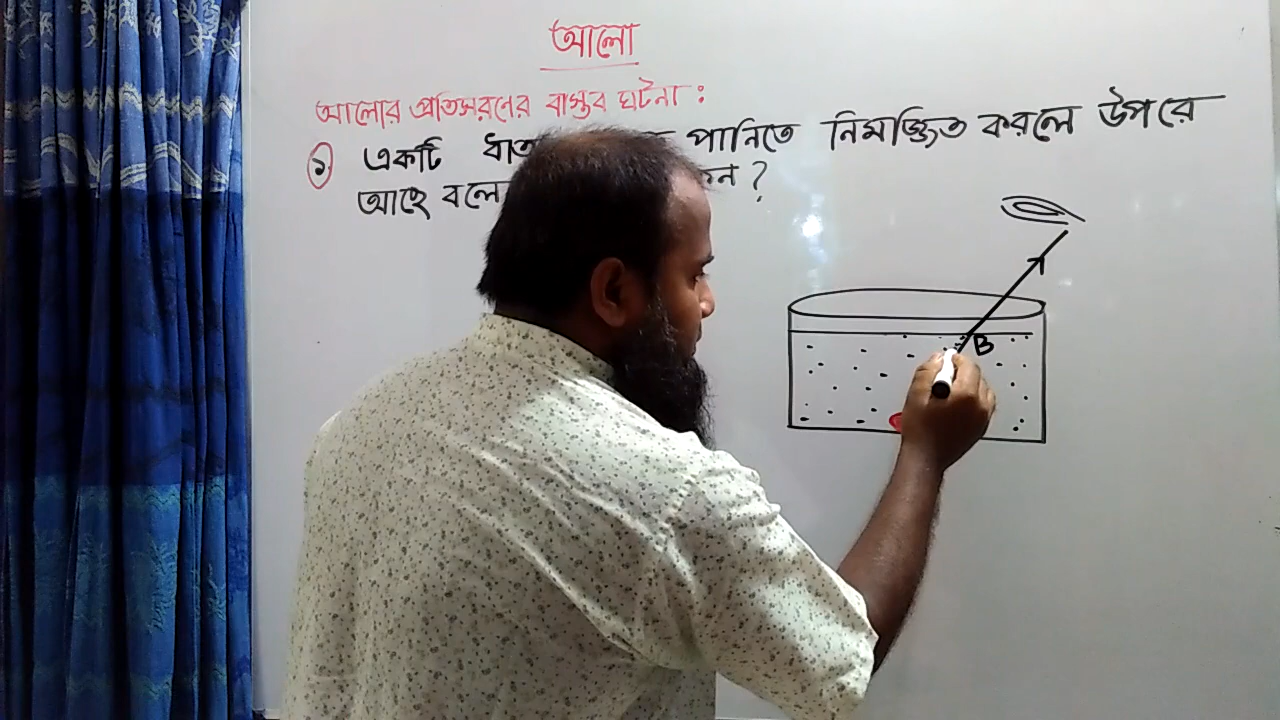 আলো
আলোর প্রতিসরণের বাস্তব ঘটনা :
১ একটি পানিতে নিমজ্জিত করলে উপরে
আছে বলে ?
B